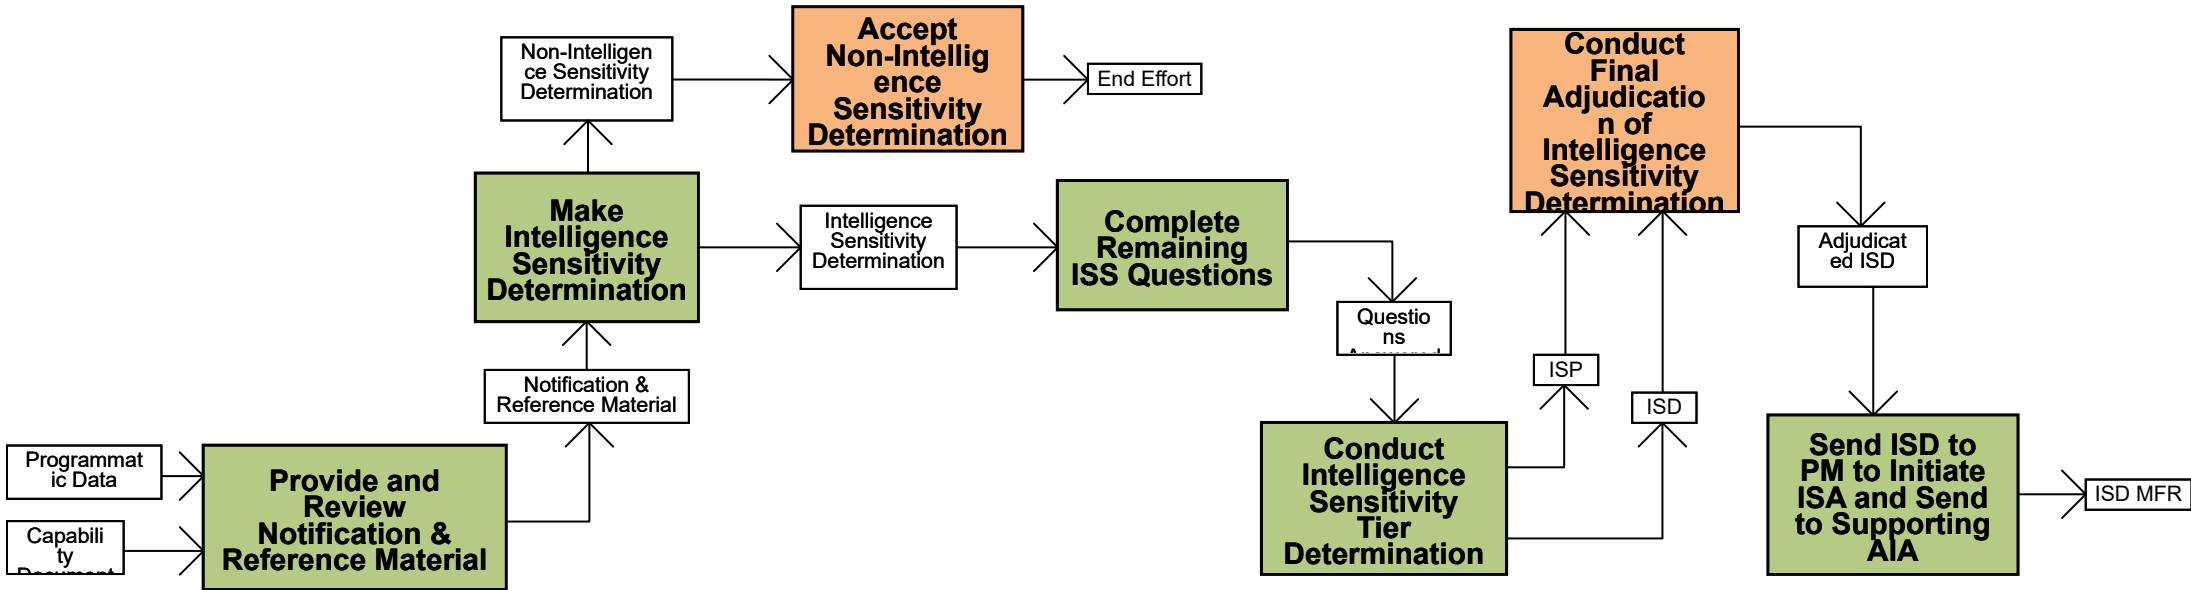 Programmat
ic Data
Capabili
ty
Document
Provide and
Review
Notification &
Reference Material
Notification &
Reference Material
Make
Intelligence
Sensitivity
Determination
Non-Intelligen
ce Sensitivity
Determination
Accept
Non-Intellig
ence
Sensitivity
Determination
End Effort
Intelligence
Sensitivity
Determination
Complete
Remaining
ISS Questions
Questio
ns
Answered
Conduct
Intelligence
Sensitivity
Tier
Determination
ISP
ISD
Conduct
Final
Adjudicatio
n of
Intelligence
Sensitivity
Determination
Adjudicat
ed ISD
Send ISD to
PM to Initiate
ISA and Send
to Supporting
AIA
ISD MFR